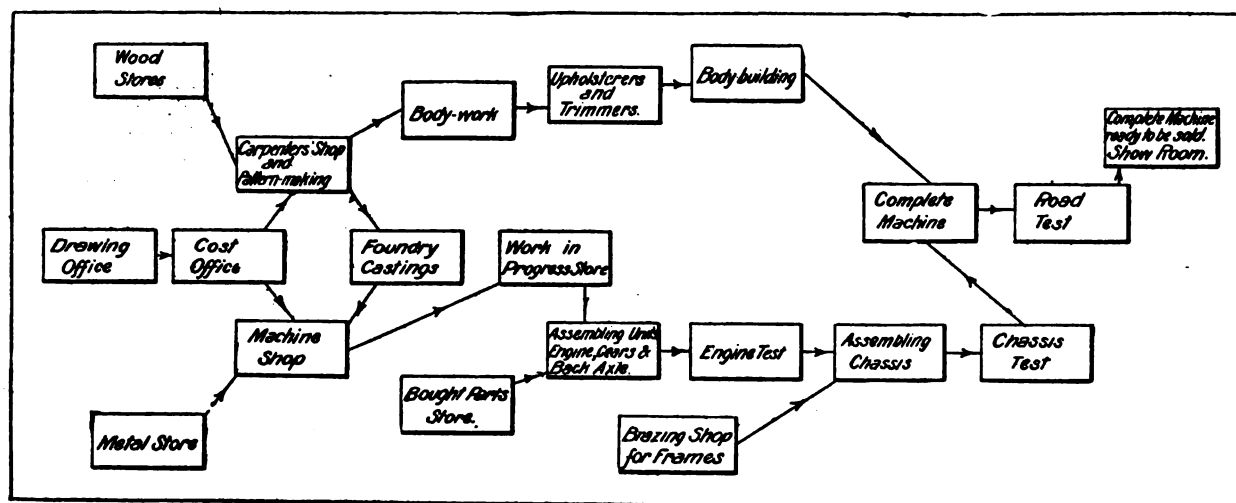 Wood
Stores
Carpenters' Shop
and
Pattern-making
Body-work
Upholsterers
and
Trimmers.
Body-building
Complete Machine
ready to be sold.
Show Room.
Drawing
Office
Cost
Office
Foundry
Castings
Work in
Progress Store
Complete
Machine
Road
Test
Machine
Shop
Assembling Units
Engine, Gears &
Back Axle.
Engine Test
Assembling
Chassis
Chassis
Test
Metal Store
Bought Parts
Store.
Brazing Shop
for Frames